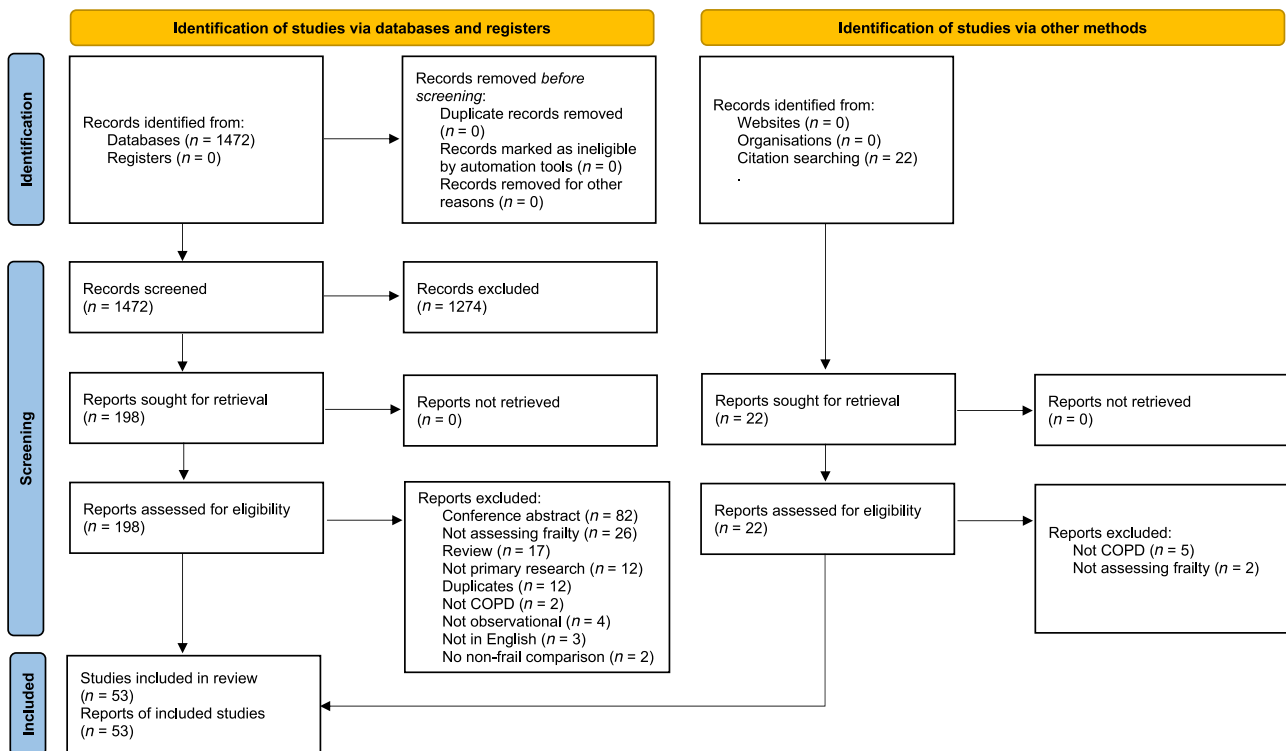 Identification of studies via databases and registers
Identification of studies via other methods
Identification
Records identified from:
Databases (n = 1472)
Registers (n = 0)
Records removed before
screening:
Duplicate records removed
(n = 0)
Records marked as ineligible
by automation tools (n = 0)
Records removed for other
reasons (n = 0)
Records identified from:
Websites (n = 0)
Organisations (n = 0)
Citation searching (n = 22)
.
Screening
Records screened
(n = 1472)
Records excluded
(n = 1274)
Reports sought for retrieval
(n = 198)
Reports not retrieved
(n = 0)
Reports sought for retrieval
(n = 22)
Reports not retrieved
(n = 0)
Reports assessed for eligibility
(n = 198)
Reports excluded:
Conference abstract (n = 82)
Not assessing frailty (n = 26)
Review (n = 17)
Not primary research (n = 12)
Duplicates (n = 12)
Not COPD (n = 2)
Not observational (n = 4)
Not in English (n = 3)
No non-frail comparison (n = 2)
Reports assessed for eligibility
(n = 22)
Reports excluded:
Not COPD (n = 5)
Not assessing frailty (n = 2)
Included
Studies included in review
(n = 53)
Reports of included studies
(n = 53)